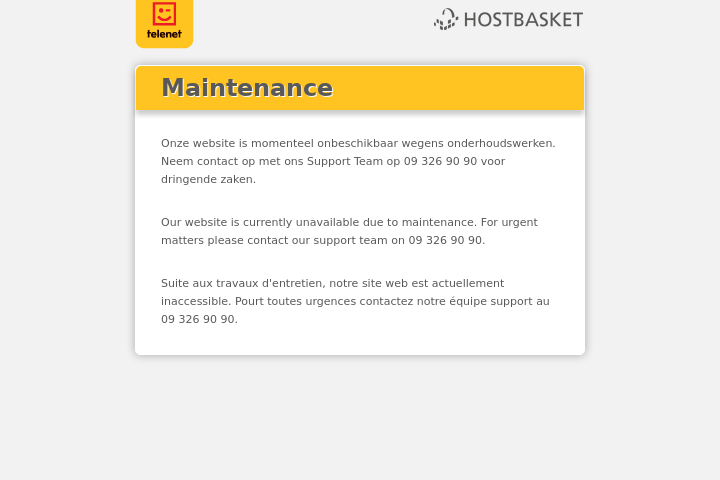 telenet
HOSTBASKET
Maintenance
Onze website is momenteel onbeschikbaar wegens onderhoudswerken.
Neem contact op met ons Support Team op 09 326 90 90 voor
dringende zaken.
Our website is currently unavailable due to maintenance. For urgent
matters please contact our support team on 09 326 90 90.
Suite aux travaux d'entretien, notre site web est actuellement
inaccessible. Pourt toutes urgences contactez notre équipe support au
09 326 90 90.